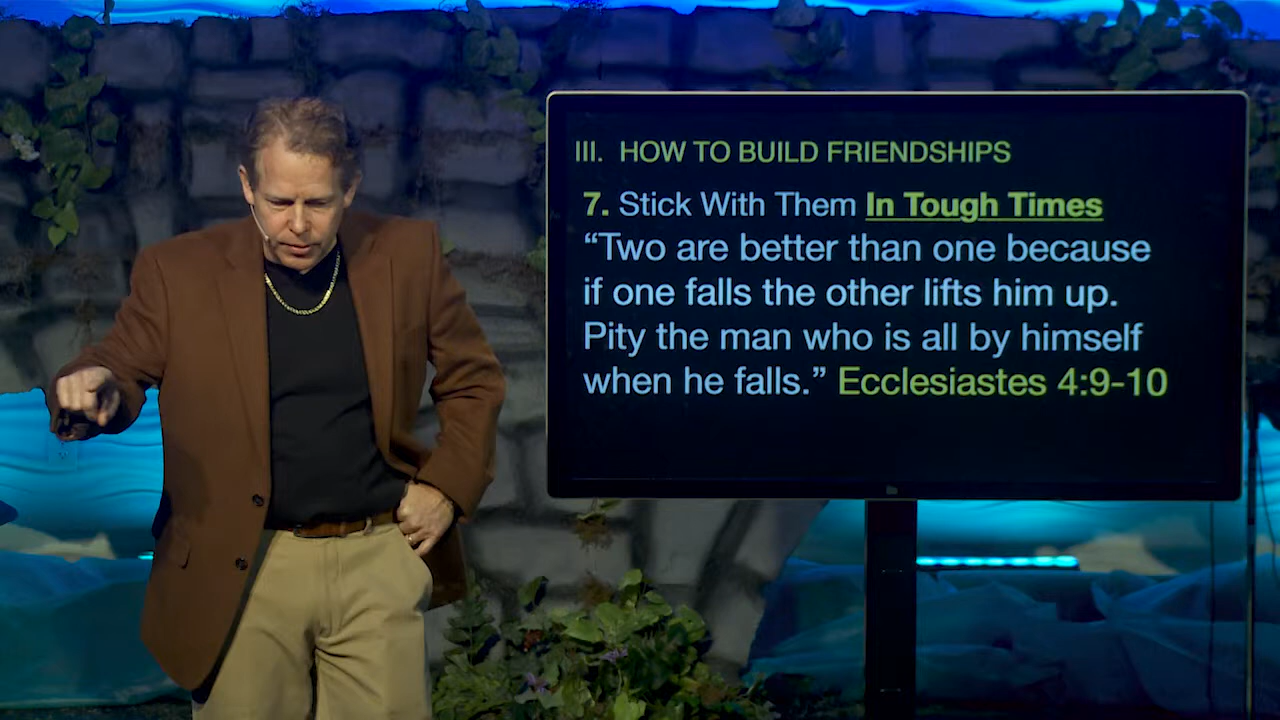 III. HOW TO BUILD FRIENDSHIPS
7. Stick With Them In Tough Times
“Two are better than one because
if one falls the other lifts him up.
Pity the man who is all by himself
when he falls.” Ecclesiastes 4:9-10